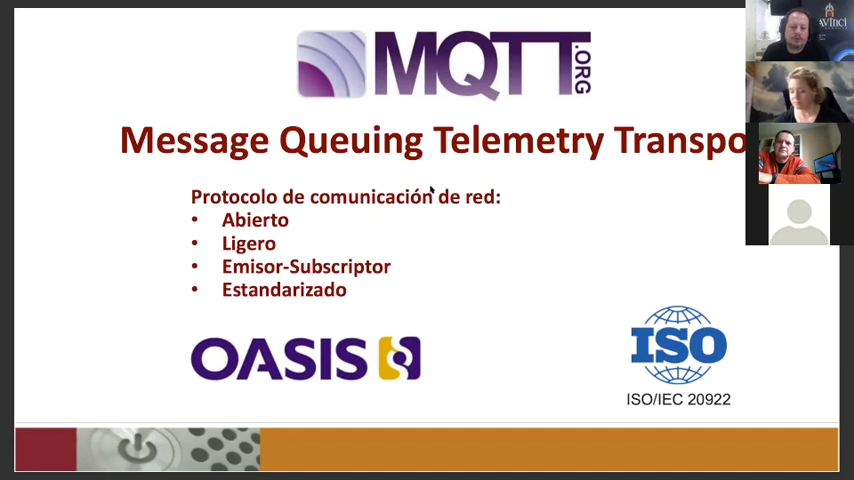 MQTT
.ORG
Message Queuing Telemetry Transpo
Protocolo de comunicación de red:
• Abierto
• Ligero
• Emisor-Subscriptor
• Estandarizado
OASIS
ISO
ISO/IEC 20922